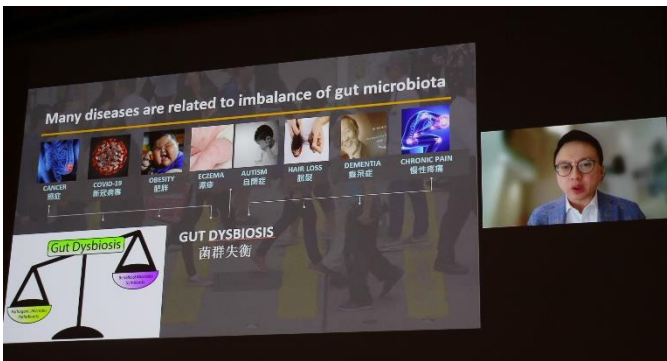 Many diseases are related to imbalance of gut microbiota
CANCER
癌症
COVID-19
新冠病毒
OBESITY
肥胖
ECZEMA
濕疹
AUTISM
自閉症
HAIR LOSS
脫髮
DEMENTIA
癡呆症
CHRONIC PAIN
慢性疼痛
GUT DYSBIOSIS
菌群失衡
Gut Dysbiosis